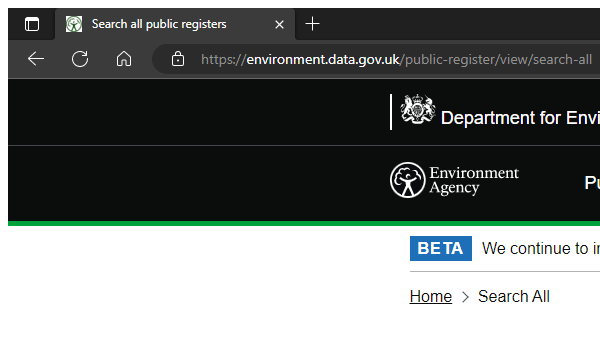 Search all public registers
https://environment.data.gov.uk/public-register/view/search-all
Department for Envi
Environment
Agency
Pu
BETA We continue to i
Home > Search All